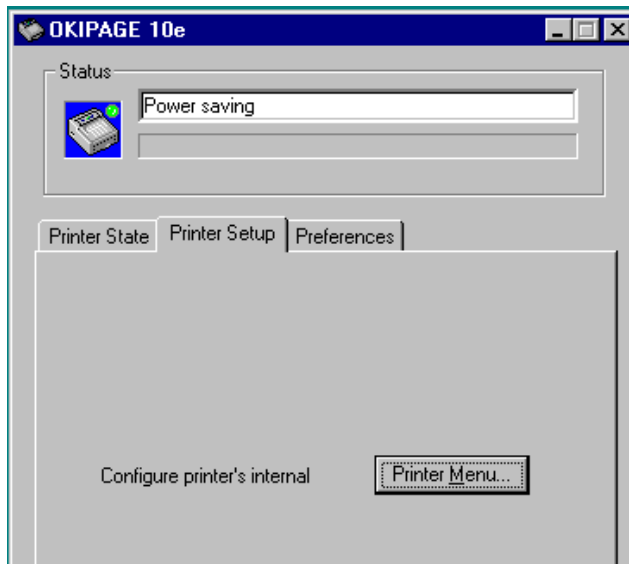 OKIPAGE 10e
Status
Power saving
Printer State Printer Setup Preferences
Configure printer's internal Printer Menu...